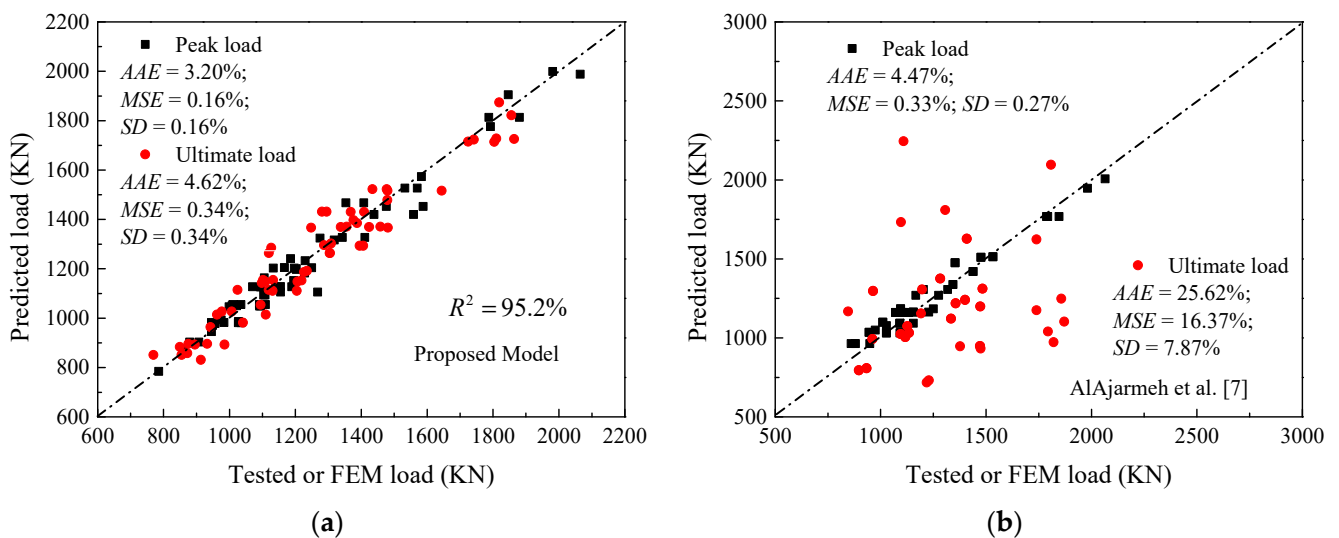 2200
2000
1800
1600
1400
1200
1000
800
600
600 800 1000 1200 1400 1600 1800 2000 2200
Predicted load (KN)
Tested or FEM load (KN)
Peak load
AAE = 3.20%;
MSE = 0.16%;
SD = 0.16%
Ultimate load
AAE = 4.62%;
MSE = 0.34%;
SD = 0.34%
R² = 95.2%
Proposed Model
(a)
3000
2500
2000
1500
1000
500
500 1000 1500 2000 2500 3000
Predicted load (KN)
Tested or FEM load (KN)
Peak load
AAE = 4.47%;
MSE = 0.33%; SD = 0.27%
Ultimate load
AAE = 25.62%;
MSE = 16.37%;
SD = 7.87%
AlAjarmeh et al. [7]
(b)